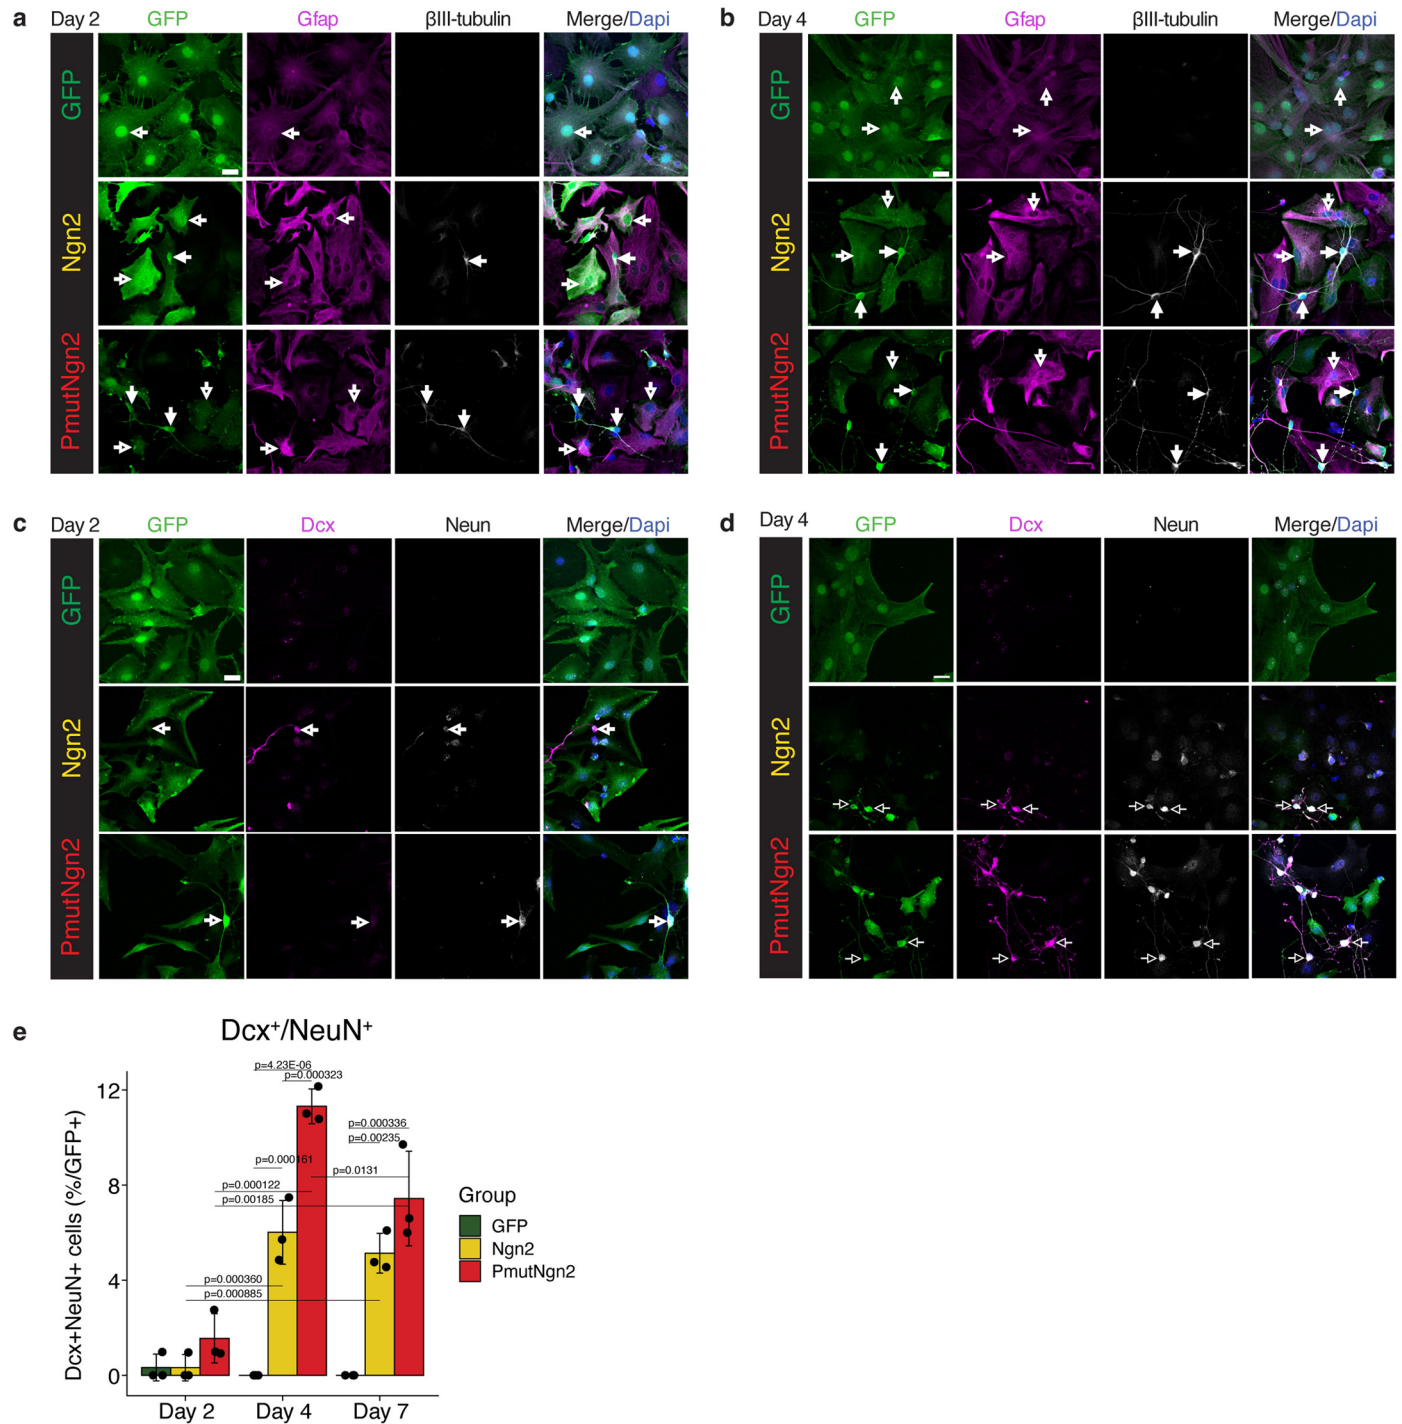 a Day 2 GFP Gfap βIII-tubulin Merge/Dapi
GFP
Ngn2
PmutNgn2
b Day 4 GFP Gfap βIII-tubulin Merge/Dapi
GFP
Ngn2
PmutNgn2
c Day 2 GFP Dcx Neun Merge/Dapi
GFP
Ngn2
PmutNgn2
d Day 4 GFP Dcx Neun Merge/Dapi
GFP
Ngn2
PmutNgn2
e
Dcx+/NeuN+
Dcx+NeuN+ cells (%/GFP+)
12
8
4
0
p=4.23E-06
p=0.000323
p=0.000336
p=0.00235
p=0.000161
p=0.0131
p=0.000122
p=0.00185
p=0.000360
p=0.000885
Day 2 Day 4 Day 7
Group
GFP
Ngn2
PmutNgn2